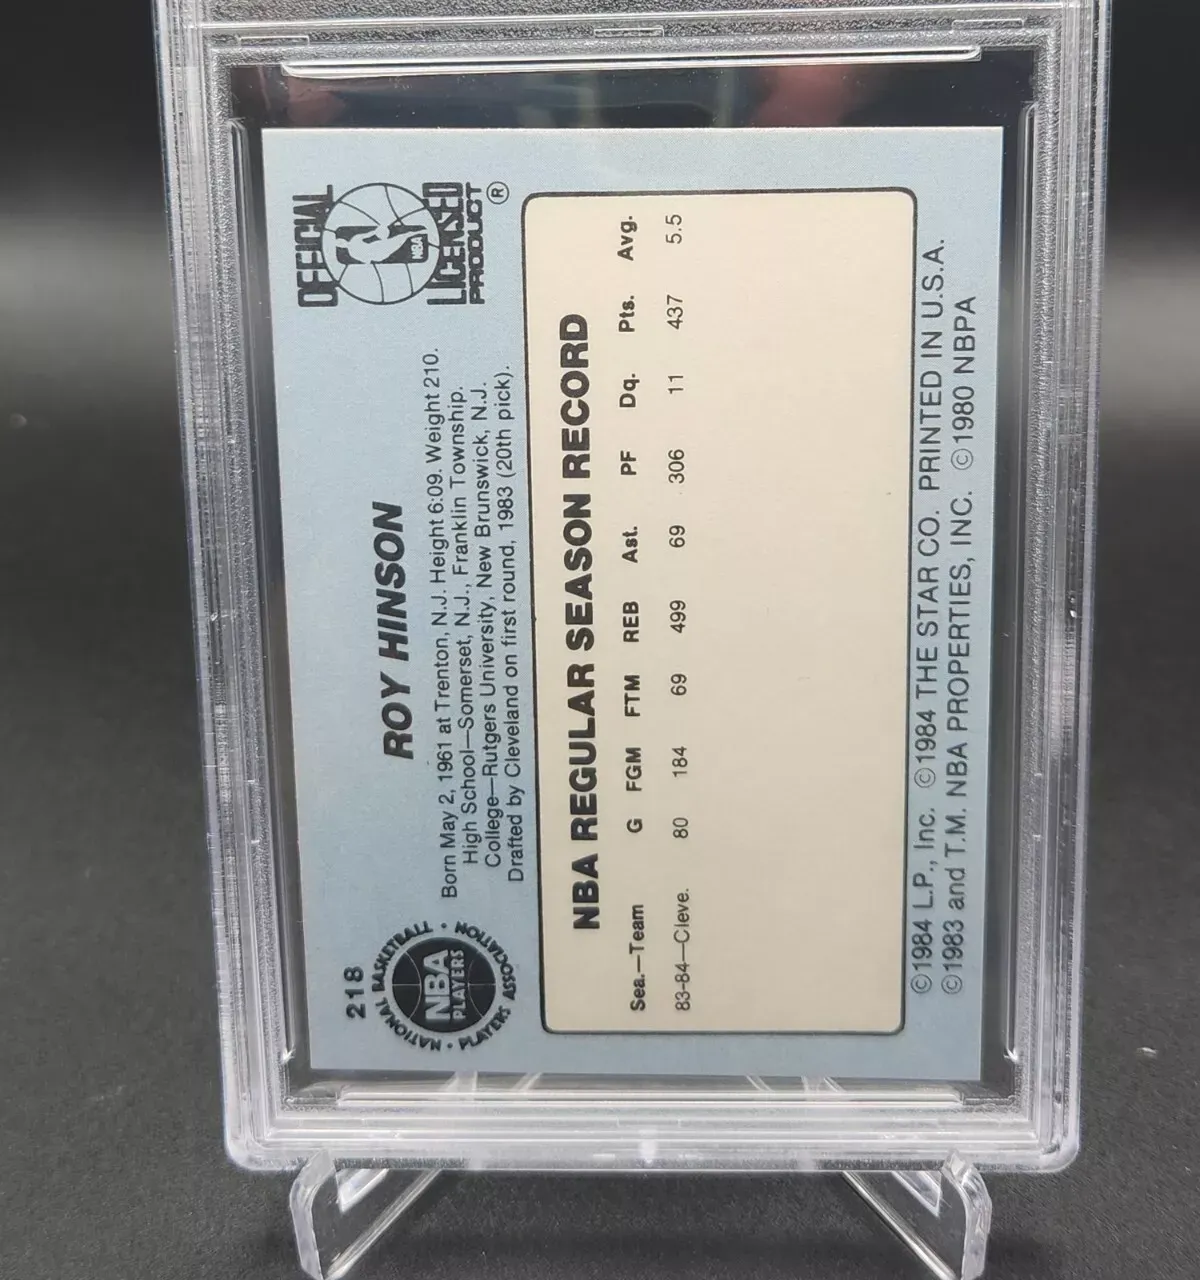 218
NATIONAL BASKETBALL • PLAYERS ASSOCIATION •
NBA
PLAYERS
ROY HINSON
Born May 2, 1961 at Trenton, N.J. Height 6:09. Weight 210.
High School—Somerset, N.J., Franklin Township.
College—Rutgers University, New Brunswick, N.J.
Drafted by Cleveland on first round, 1983 (20th pick).
OFFICIAL
NBA
LICENSED
PRODUCT
®
NBA REGULAR SEASON RECORD
Sea.—Team G FGM FTM REB Ast. PF Dq. Pts. Avg.
83-84—Cleve. 80 184 69 499 69 306 11 437 5.5
©1984 L.P., Inc. ©1984 THE STAR CO. PRINTED IN U.S.A.
©1983 and T.M. NBA PROPERTIES, INC. ©1980 NBPA